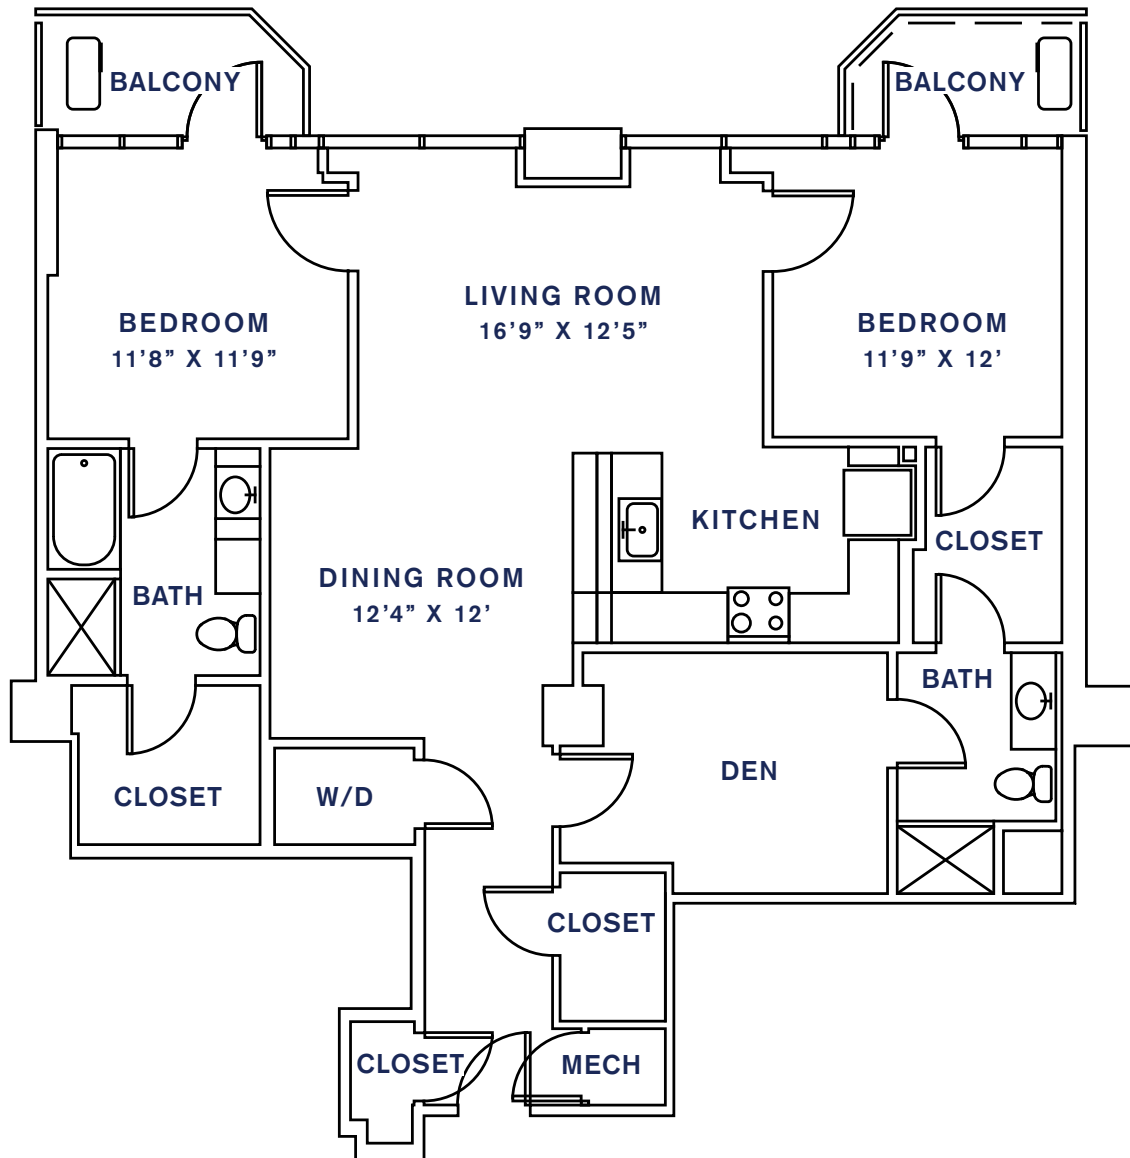 BALCONY
BALCONY
LIVING ROOM
16’9” X 12’5”
BEDROOM
11’8” X 11’9”
BEDROOM
11’9” X 12’
KITCHEN
CLOSET
DINING ROOM
12’4” X 12’
BATH
BATH
DEN
CLOSET
W/D
CLOSET
CLOSET
MECH